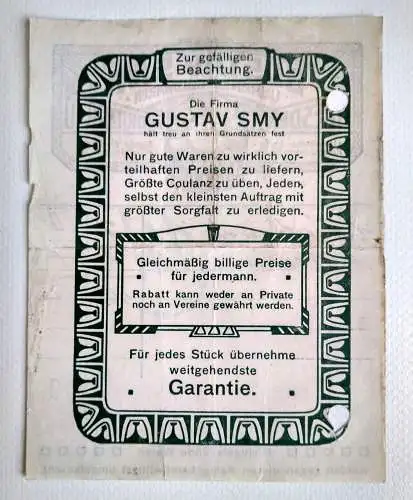 Zur gefälligen
Beachtung.
Die Firma
GUSTAV SMY
hält treu an ihren Grundsätzen fest
Nur gute Waren zu wirklich vor-
teilhaften Preisen zu liefern,
Größte Coulanz zu üben, Jeden,
selbst den kleinsten Auftrag mit
größter Sorgfalt zu erledigen.
Gleichmäßig billige Preise
für jedermann.
Rabatt kann weder an Private
noch an Vereine gewährt werden.
Für jedes Stück übernehme
weitgehendste
Garantie.